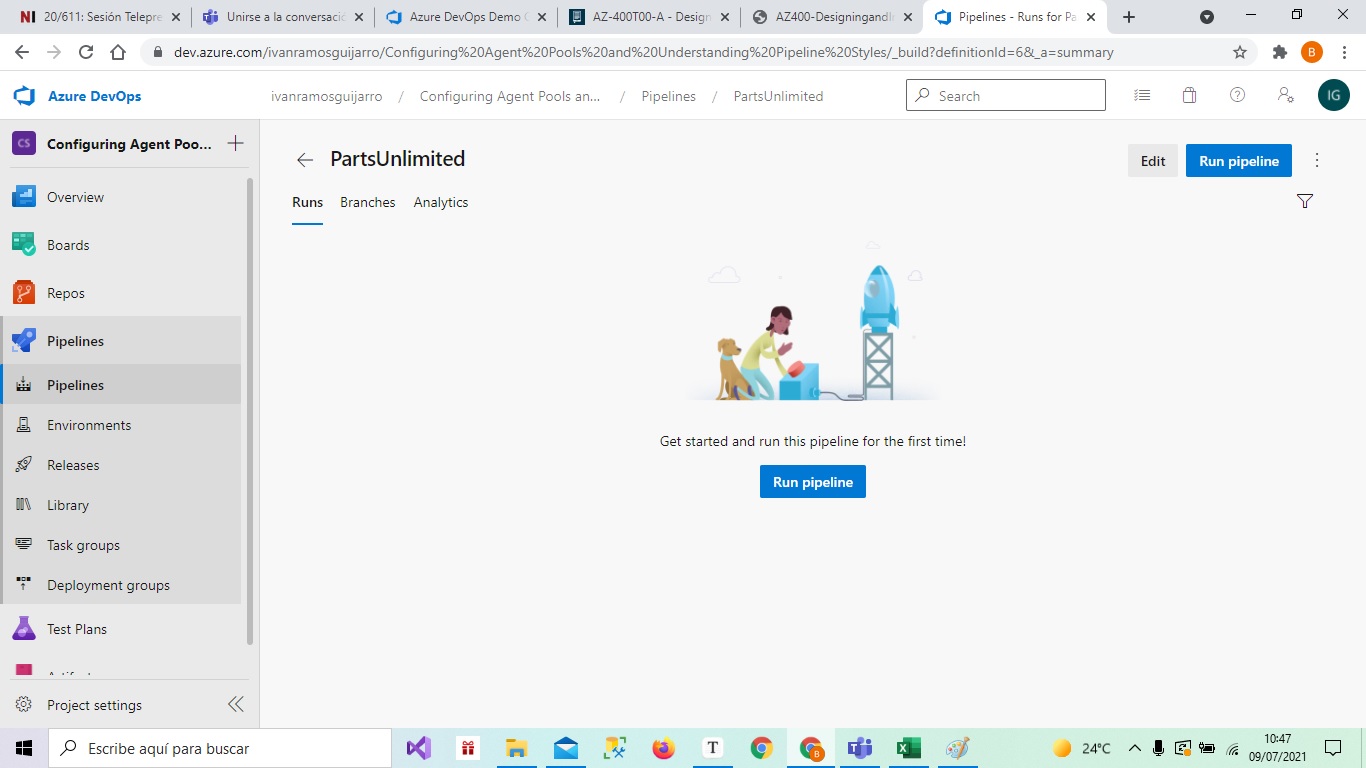 20/611: Sesión Telepre
Unirse a la conversació
Azure DevOps Demo G
AZ-400T00-A - Design
AZ400-Designingandl
Pipelines - Runs for Pa
dev.azure.com/ivanramosguijarro/Configuring%20Agent%20Pools%20and%20Understanding%20Pipeline%20Styles/_build?definitionId=6&_a=summary
B
Azure DevOps
ivanramosguijarro / Configuring Agent Pools an... / Pipelines / PartsUnlimited
Search
IG
CS Configuring Agent Poo...
PartsUnlimited
Edit
Run pipeline
Overview
Runs Branches Analytics
Boards
Repos
Pipelines
Pipelines
Environments
Releases
Library
Task groups
Deployment groups
Test Plans
Get started and run this pipeline for the first time!
Run pipeline
Project settings
Escribe aquí para buscar
T
B
24°C
10:47
09/07/2021